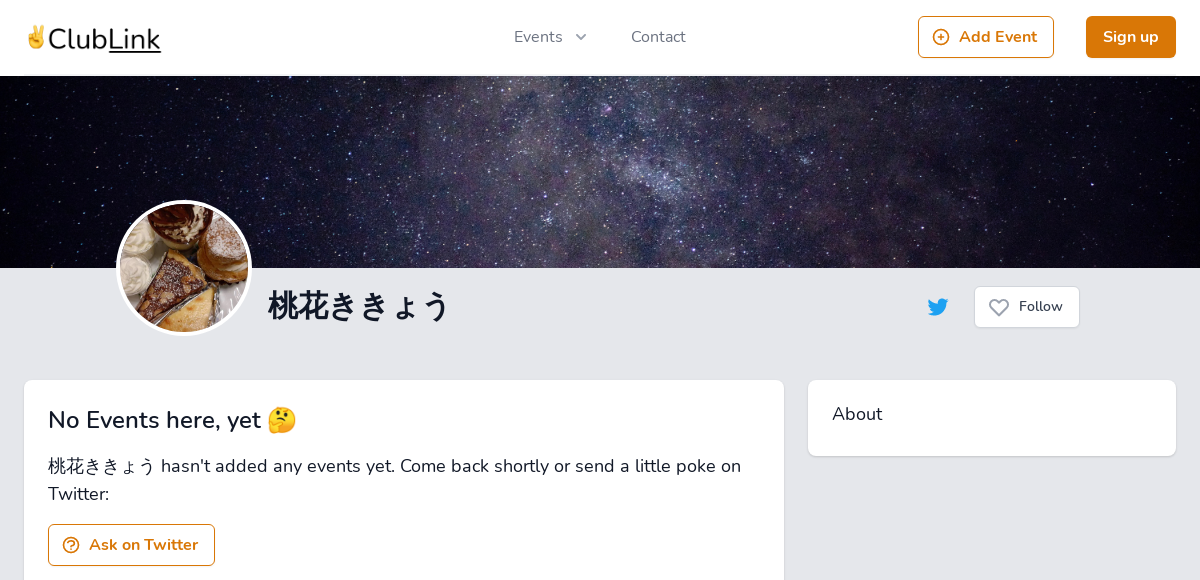 ✌ClubLink
Events
Contact
Add Event
Sign up
桃花ききょう
Follow
No Events here, yet 🤔
桃花ききょう hasn't added any events yet. Come back shortly or send a little poke on
Twitter:
Ask on Twitter
About